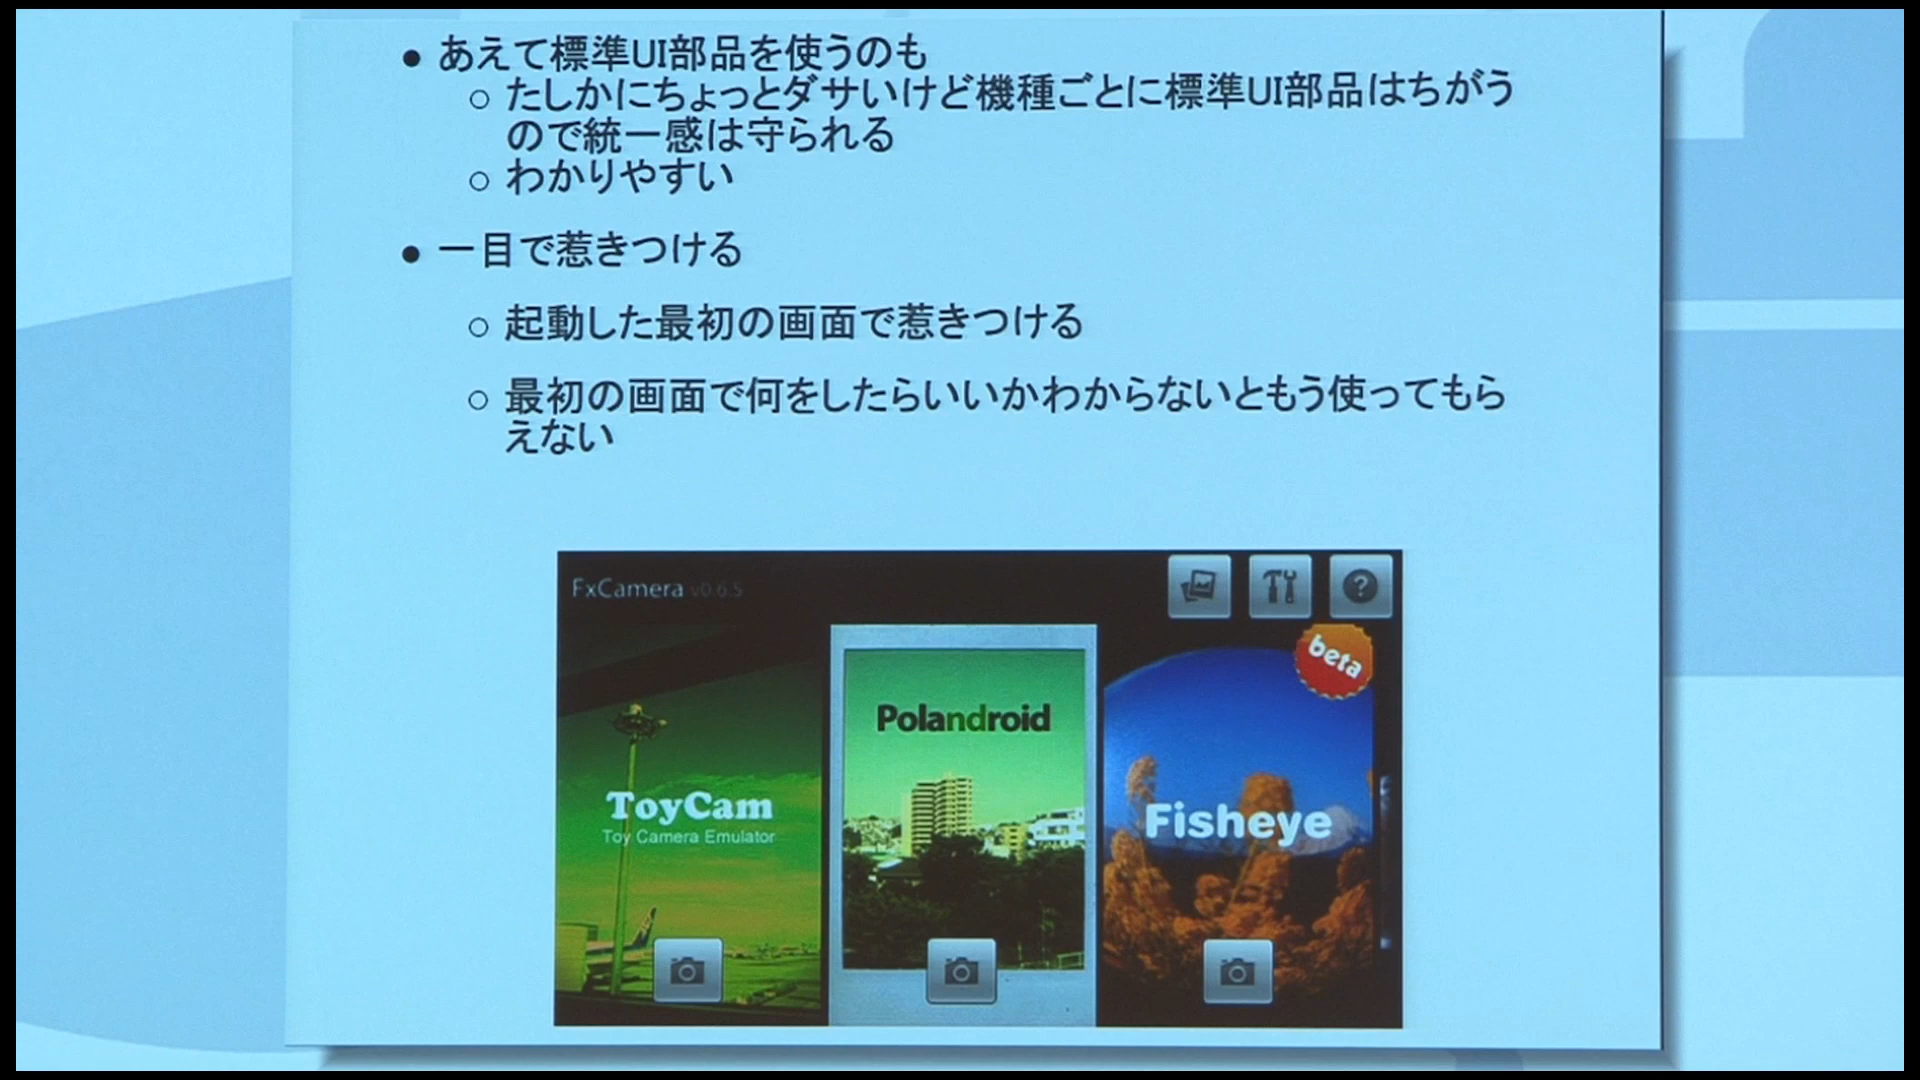 ● あえて標準UI部品を使うのも
○ たしかにちょっとダサいけど機種ごとに標準UI部品はちがう
ので統一感は守られる
○ わかりやすい
● 一目で惹きつける
○ 起動した最初の画面で惹きつける
○ 最初の画面で何をしたらいいかわからないともう使ってもら
えない
FxCamera v0.6.5
?
beta
Polandroid
ToyCam
Toy Camera Emulator
Fisheye